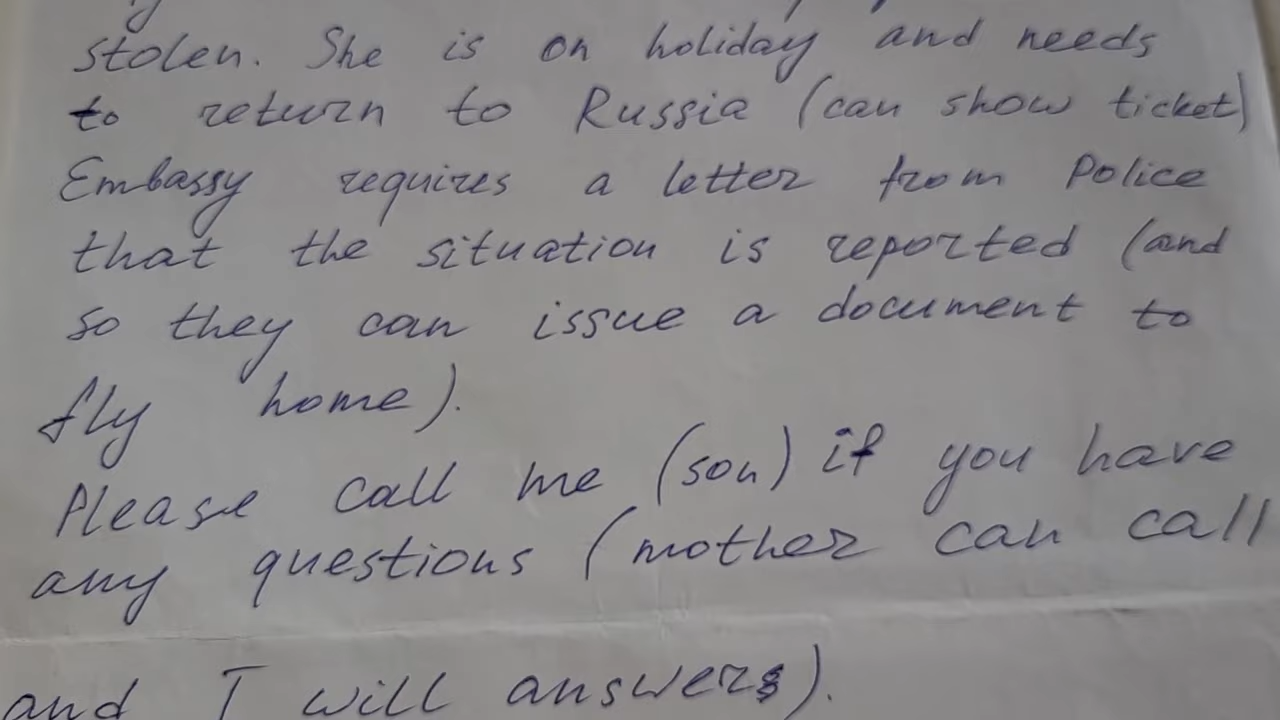 stolen. She is on holiday and needs
to return to Russia (can show ticket)
Embassy requires a letter from Police
that the situation is reported (and
so they can issue a document to
fly home).
Please call me (son) if you have
any questions (mother can call
and I will answer).